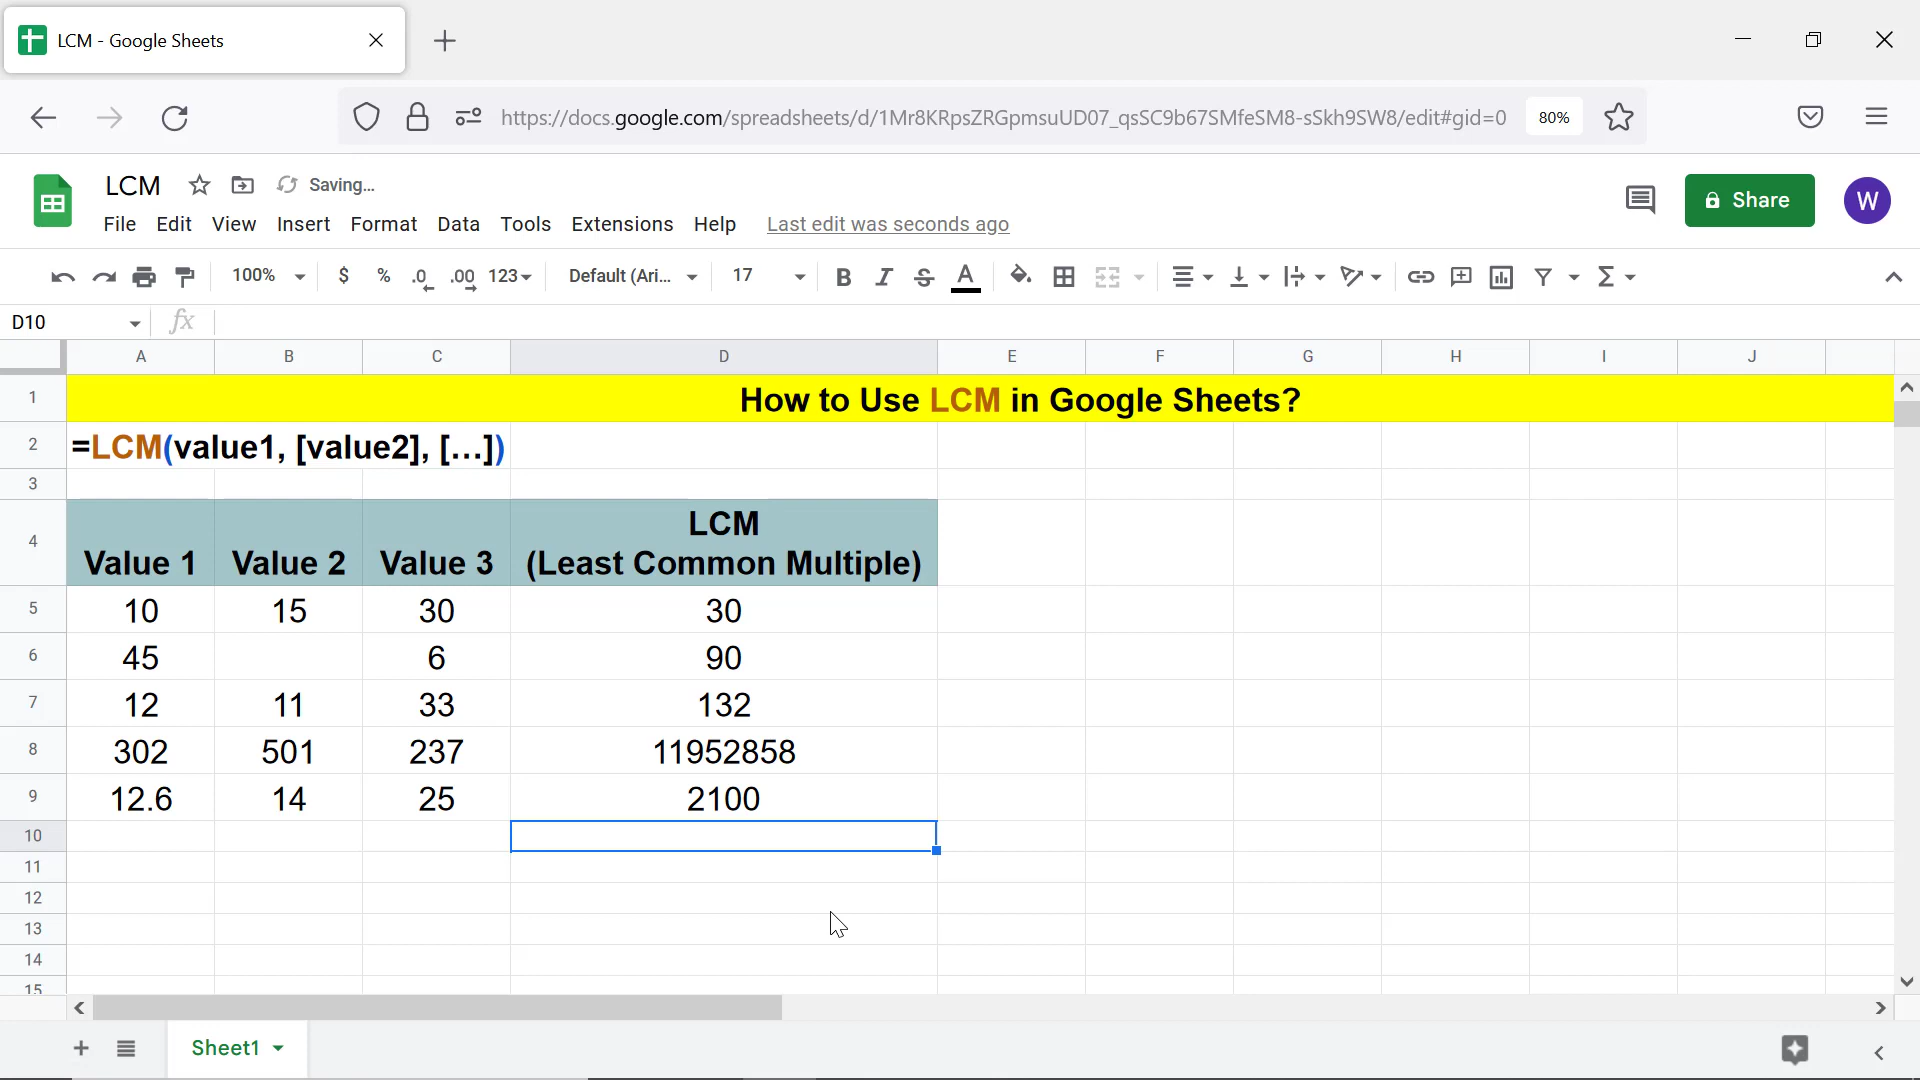 LCM - Google Sheets
https://docs.google.com/spreadsheets/d/1Mr8KRpsZRGpmsuUD07_qsSC9b67SMfeSM8-sSkh9SW8/edit#gid=0 80%
LCM Saving...
File Edit View Insert Format Data Tools Extensions Help Last edit was seconds ago
Share W
100% $ % .0 .00 123 Default (Ari... 17 B I S A
D10 fx
A B C D E F G H I J
1 How to Use LCM in Google Sheets?
2 =LCM(value1, [value2], [...])
3
4 Value 1 Value 2 Value 3 LCM
(Least Common Multiple)
5 10 15 30 30
6 45 6 90
7 12 11 33 132
8 302 501 237 11952858
9 12.6 14 25 2100
10
11
12
13
14
15
Sheet1